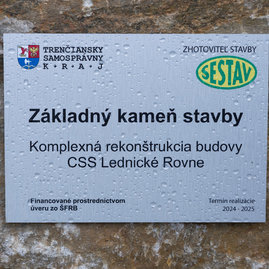 TRENČIANSKY
SAMOSPRÁVNY
KRAJ
ZHOTOVITEĽ STAVBY
SESTAV
Základný kameň stavby
Komplexná rekonštrukcia budovy
CSS Lednické Rovne
Financované prostredníctvom
úveru zo ŠFRB
Termín realizácie
2024 - 2025